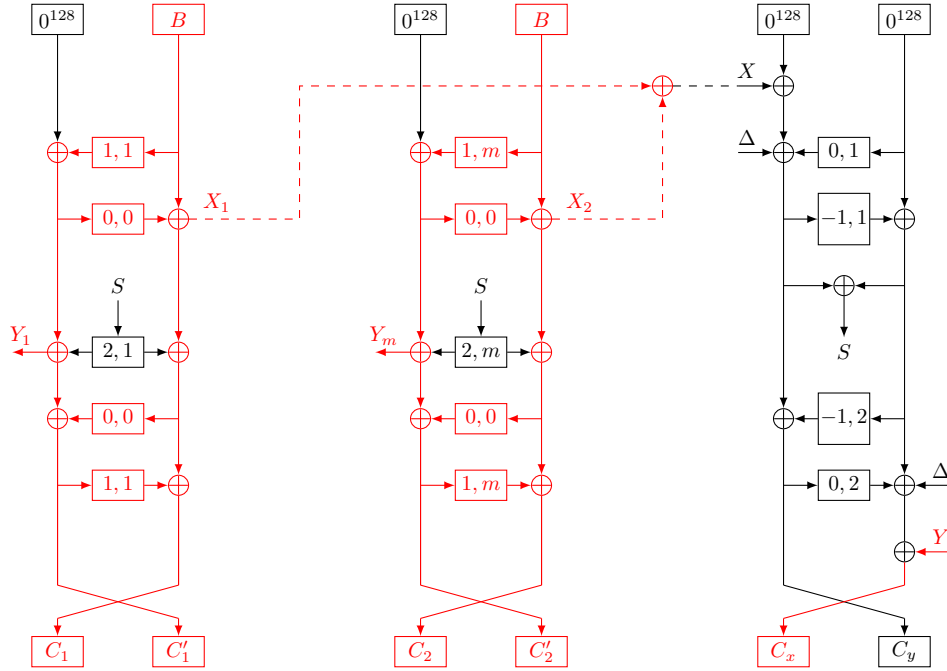 0^{128} B 0^{128} B 0^{128} 0^{128}
X
1, 1 1, m Δ 0, 1
X_1 X_2
0, 0 0, 0 −1, 1
S S
Y_1 2, 1 Y_m 2, m S
0, 0 0, 0 −1, 2
1, 1 1, m 0, 2 Δ
Y
C_1 C'_1 C_2 C'_2 C_x C_y